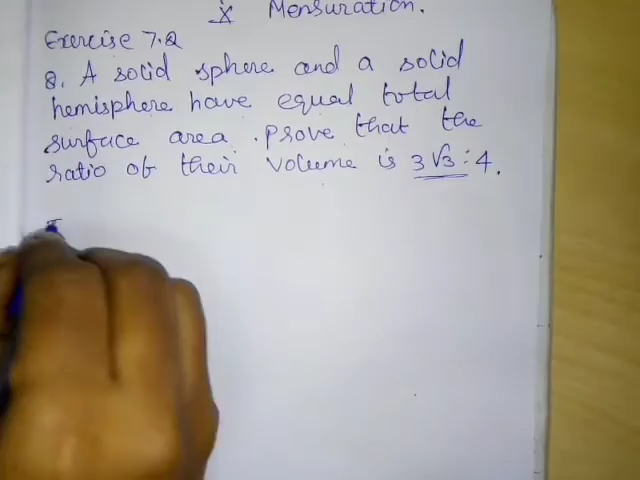 X Mensuration.
Exercise 7.2
8. A solid sphere and a solid
hemisphere have equal total
surface area. prove that the
ratio of their volume is 3√3:4.